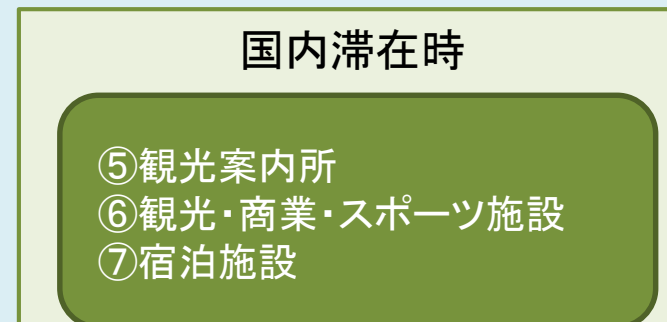 国内滞在時
⑤観光案内所
⑥観光・商業・スポーツ施設
⑦宿泊施設